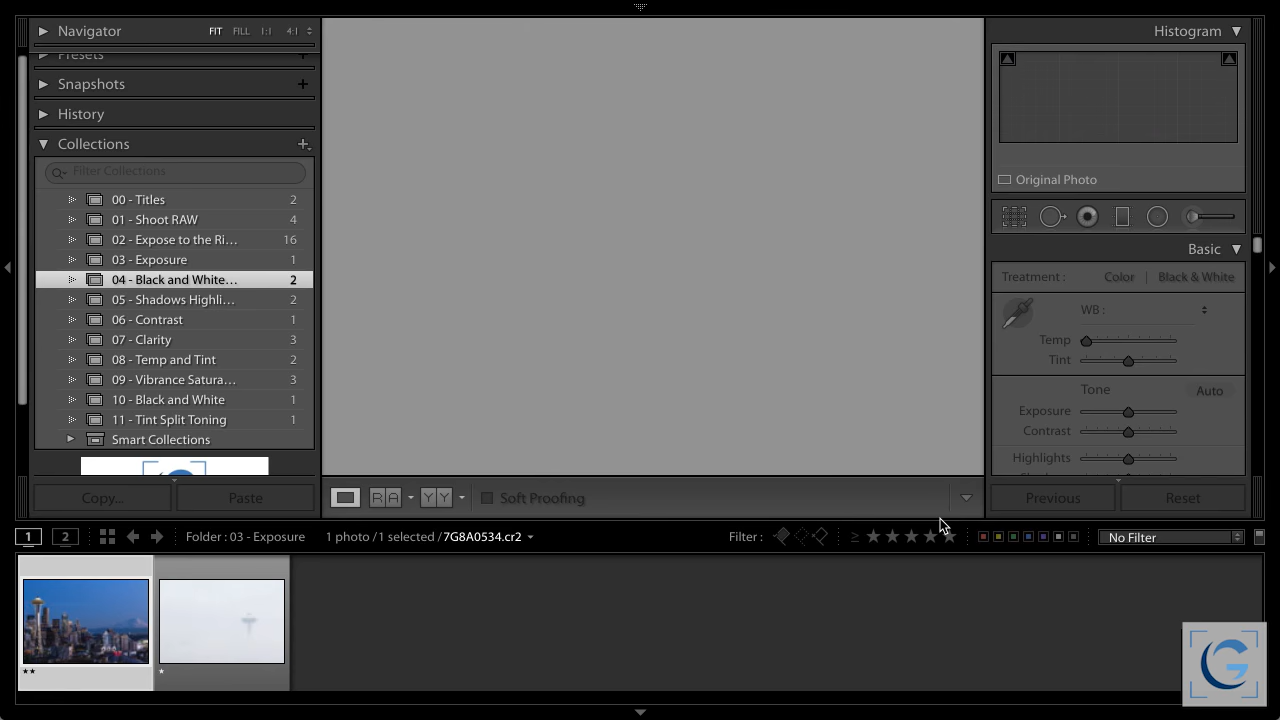 Navigator FIT FILL 1:1 4:1
Presets
Snapshots
History
Collections
Filter Collections
00 - Titles 2
01 - Shoot RAW 4
02 - Expose to the Ri... 16
03 - Exposure 1
04 - Black and White... 2
05 - Shadows Highli... 2
06 - Contrast 1
07 - Clarity 3
08 - Temp and Tint 2
09 - Vibrance Satura... 3
10 - Black and White 1
11 - Tint Split Toning 1
Smart Collections
Copy... Paste
R A Y Y Soft Proofing
Histogram
Original Photo
Basic
Treatment : Color | Black & White
WB :
Temp
Tint
Tone Auto
Exposure
Contrast
Highlights
Previous Reset
1 2 Folder : 03 - Exposure 1 photo / 1 selected / 7G8A0534.cr2 Filter : ≥ ★★★★★ No Filter
★★ ★
G